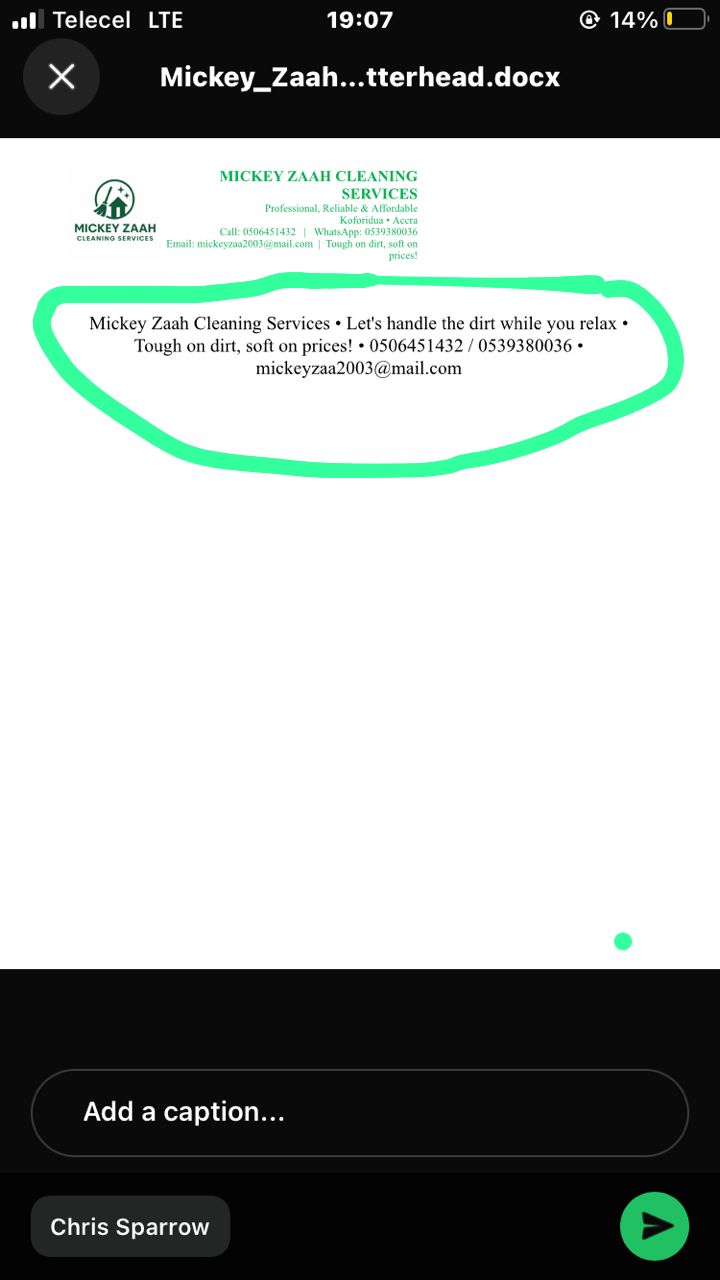 Telecel LTE 19:07 14%
Mickey_Zaah...tterhead.docx
MICKEY ZAAH
CLEANING SERVICES
MICKEY ZAAH CLEANING
SERVICES
Professional, Reliable & Affordable
Koforidua • Accra
Call: 0506451432 | WhatsApp: 0539380036
Email: mickeyzaa2003@mail.com | Tough on dirt, soft on
prices!
Mickey Zaah Cleaning Services • Let's handle the dirt while you relax •
Tough on dirt, soft on prices! • 0506451432 / 0539380036 •
mickeyzaa2003@mail.com
Add a caption...
Chris Sparrow